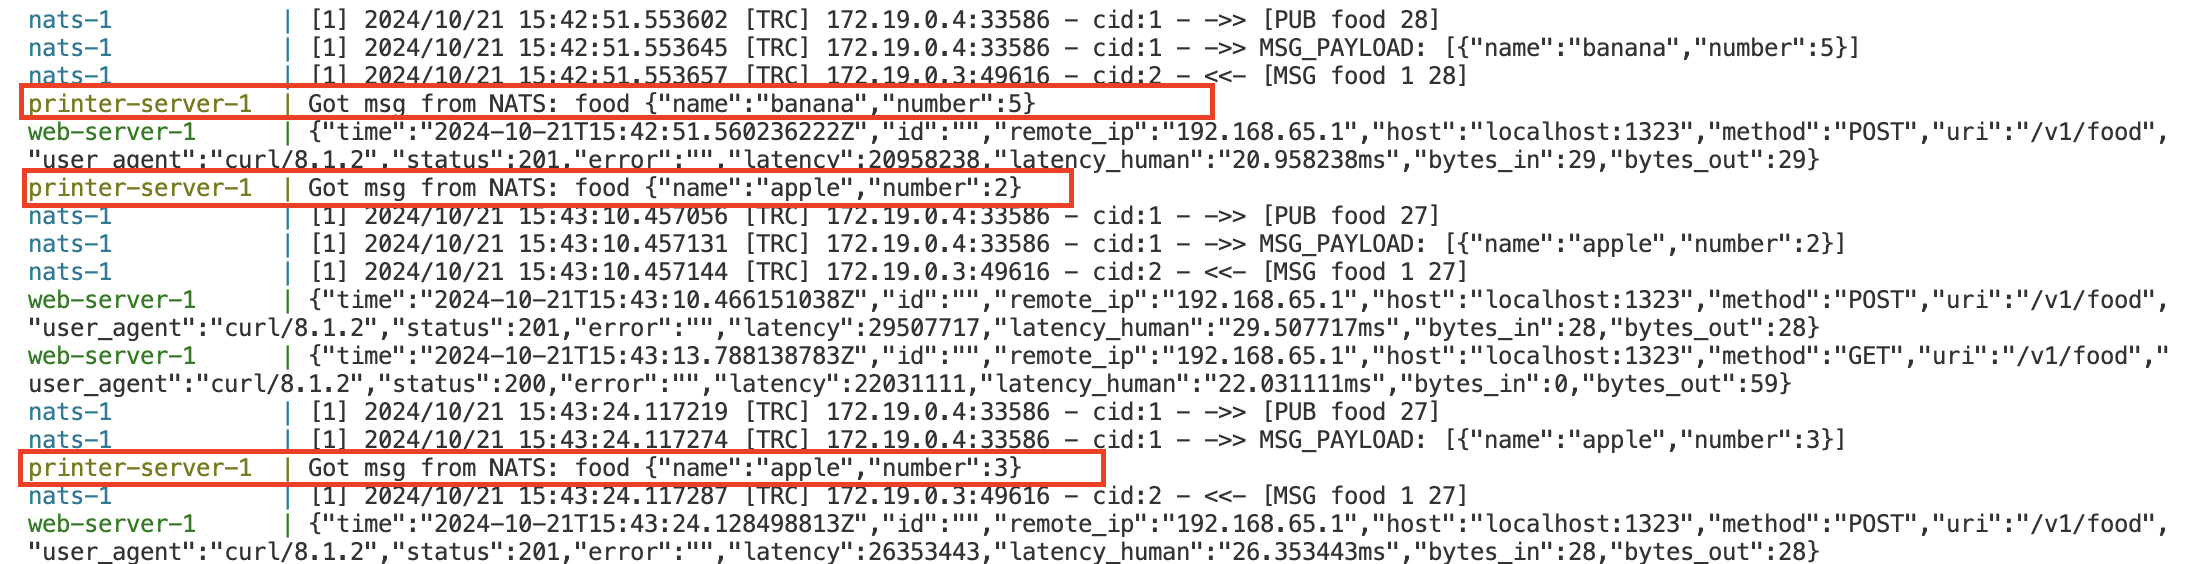 nats-1 | [1] 2024/10/21 15:42:51.553602 [TRC] 172.19.0.4:33586 - cid:1 - ->> [PUB food 28]
nats-1 | [1] 2024/10/21 15:42:51.553645 [TRC] 172.19.0.4:33586 - cid:1 - ->> MSG_PAYLOAD: [{"name":"banana","number":5}]
nats-1 | [1] 2024/10/21 15:42:51.553657 [TRC] 172.19.0.3:49616 - cid:2 - <<- [MSG food 1 28]
printer-server-1 | Got msg from NATS: food {"name":"banana","number":5}
web-server-1 | {"time":"2024-10-21T15:42:51.560236222Z","id":"","remote_ip":"192.168.65.1","host":"localhost:1323","method":"POST","uri":"/v1/food",
"user_agent":"curl/8.1.2","status":201,"error":"","latency":20958238,"latency_human":"20.958238ms","bytes_in":29,"bytes_out":29}
printer-server-1 | Got msg from NATS: food {"name":"apple","number":2}
nats-1 | [1] 2024/10/21 15:43:10.457056 [TRC] 172.19.0.4:33586 - cid:1 - ->> [PUB food 27]
nats-1 | [1] 2024/10/21 15:43:10.457131 [TRC] 172.19.0.4:33586 - cid:1 - ->> MSG_PAYLOAD: [{"name":"apple","number":2}]
nats-1 | [1] 2024/10/21 15:43:10.457144 [TRC] 172.19.0.3:49616 - cid:2 - <<- [MSG food 1 27]
web-server-1 | {"time":"2024-10-21T15:43:10.466151038Z","id":"","remote_ip":"192.168.65.1","host":"localhost:1323","method":"POST","uri":"/v1/food",
"user_agent":"curl/8.1.2","status":201,"error":"","latency":29507717,"latency_human":"29.507717ms","bytes_in":28,"bytes_out":28}
web-server-1 | {"time":"2024-10-21T15:43:13.788138783Z","id":"","remote_ip":"192.168.65.1","host":"localhost:1323","method":"GET","uri":"/v1/food","
user_agent":"curl/8.1.2","status":200,"error":"","latency":22031111,"latency_human":"22.031111ms","bytes_in":0,"bytes_out":59}
nats-1 | [1] 2024/10/21 15:43:24.117219 [TRC] 172.19.0.4:33586 - cid:1 - ->> [PUB food 27]
nats-1 | [1] 2024/10/21 15:43:24.117274 [TRC] 172.19.0.4:33586 - cid:1 - ->> MSG_PAYLOAD: [{"name":"apple","number":3}]
printer-server-1 | Got msg from NATS: food {"name":"apple","number":3}
nats-1 | [1] 2024/10/21 15:43:24.117287 [TRC] 172.19.0.3:49616 - cid:2 - <<- [MSG food 1 27]
web-server-1 | {"time":"2024-10-21T15:43:24.128498813Z","id":"","remote_ip":"192.168.65.1","host":"localhost:1323","method":"POST","uri":"/v1/food",
"user_agent":"curl/8.1.2","status":201,"error":"","latency":26353443,"latency_human":"26.353443ms","bytes_in":28,"bytes_out":28}